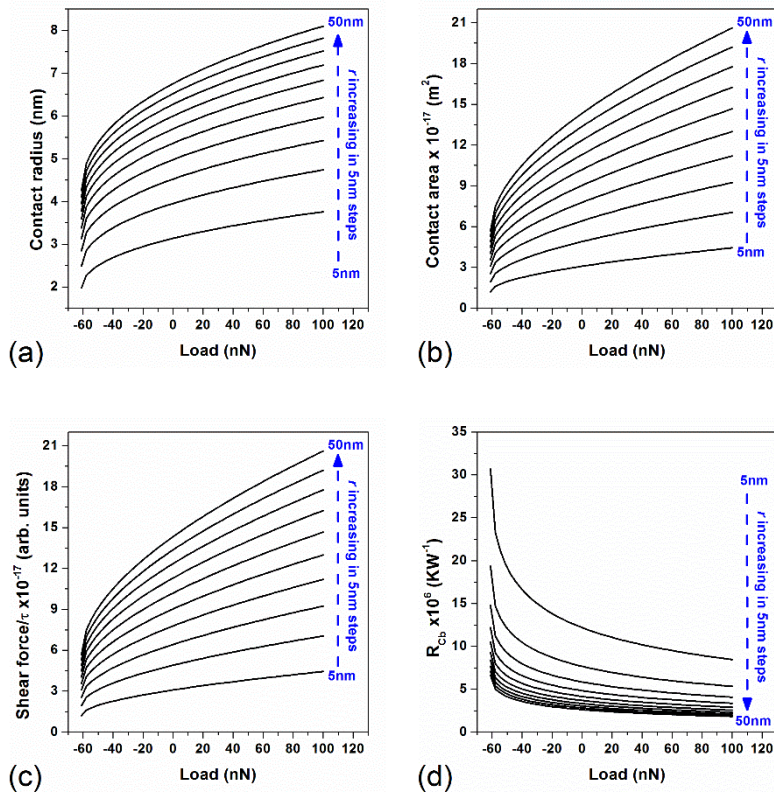 8
7
6
5
4
3
2
Contact radius (nm)
50nm
r increasing in 5nm steps
5nm
-60 -40 -20 0 20 40 60 80 100 120
Load (nN)
(a)
21
18
15
12
9
6
3
0
Contact area x 10⁻¹⁷ (m²)
50nm
r increasing in 5nm steps
5nm
-60 -40 -20 0 20 40 60 80 100 120
Load (nN)
(b)
21
18
15
12
9
6
3
0
Shear force/τ x10⁻¹⁷ (arb. units)
50nm
r increasing in 5nm steps
5nm
-60 -40 -20 0 20 40 60 80 100 120
Load (nN)
(c)
35
30
25
20
15
10
5
0
R_Cb x10⁶ (KW⁻¹)
5nm
r increasing in 5nm steps
50nm
-60 -40 -20 0 20 40 60 80 100 120
Load (nN)
(d)